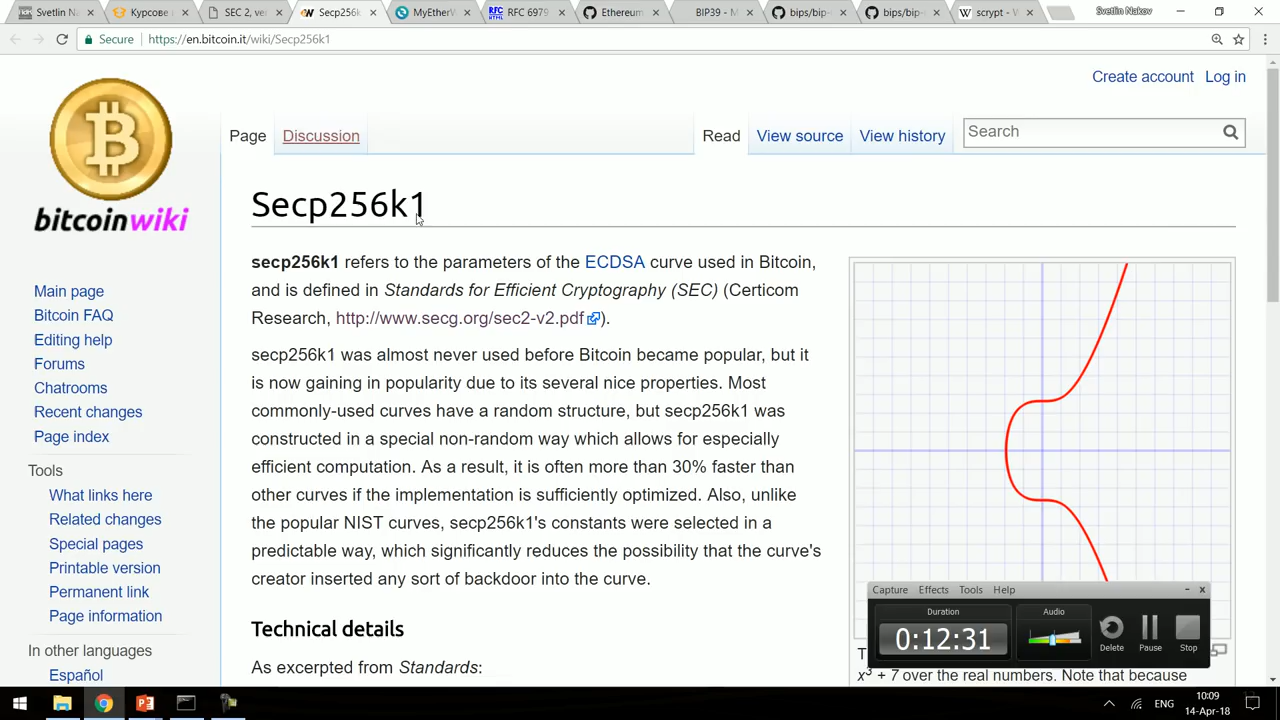 Svetlin Na
Курсове
SEC 2, ve
Secp256k
MyEtherW
RFC 6979
Ethereum
BIP39 - M
bips/bip-
bips/bip-
scrypt - W
Svetlin Nakov
Secure https://en.bitcoin.it/wiki/Secp256k1
Create account Log in
Page Discussion Read View source View history Search
bitcoinwiki
Main page
Bitcoin FAQ
Editing help
Forums
Chatrooms
Recent changes
Page index
Tools
What links here
Related changes
Special pages
Printable version
Permanent link
Page information
In other languages
Español
Secp256k1
secp256k1 refers to the parameters of the ECDSA curve used in Bitcoin,
and is defined in Standards for Efficient Cryptography (SEC) (Certicom
Research, http://www.secg.org/sec2-v2.pdf).
secp256k1 was almost never used before Bitcoin became popular, but it
is now gaining in popularity due to its several nice properties. Most
commonly-used curves have a random structure, but secp256k1 was
constructed in a special non-random way which allows for especially
efficient computation. As a result, it is often more than 30% faster than
other curves if the implementation is sufficiently optimized. Also, unlike
the popular NIST curves, secp256k1's constants were selected in a
predictable way, which significantly reduces the possibility that the curve's
creator inserted any sort of backdoor into the curve.
Technical details
As excerpted from Standards:
x³ + 7 over the real numbers. Note that because
Capture Effects Tools Help
Duration
0:12:31
Audio
Delete Pause Stop
ENG
10:09
14-Apr-18